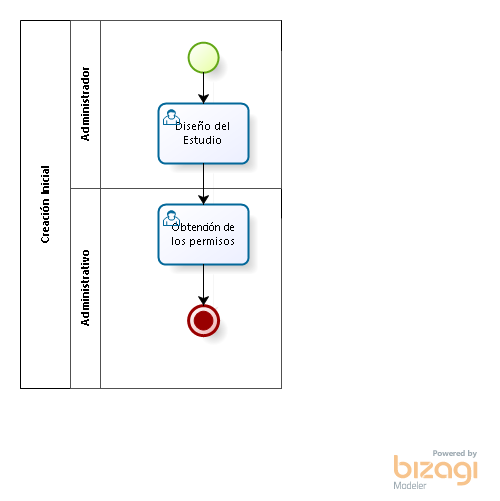 Creación Inicial
Administrador
Diseño del
Estudio
Administrativo
Obtención de
los permisos
Powered by
bizagi
Modeler